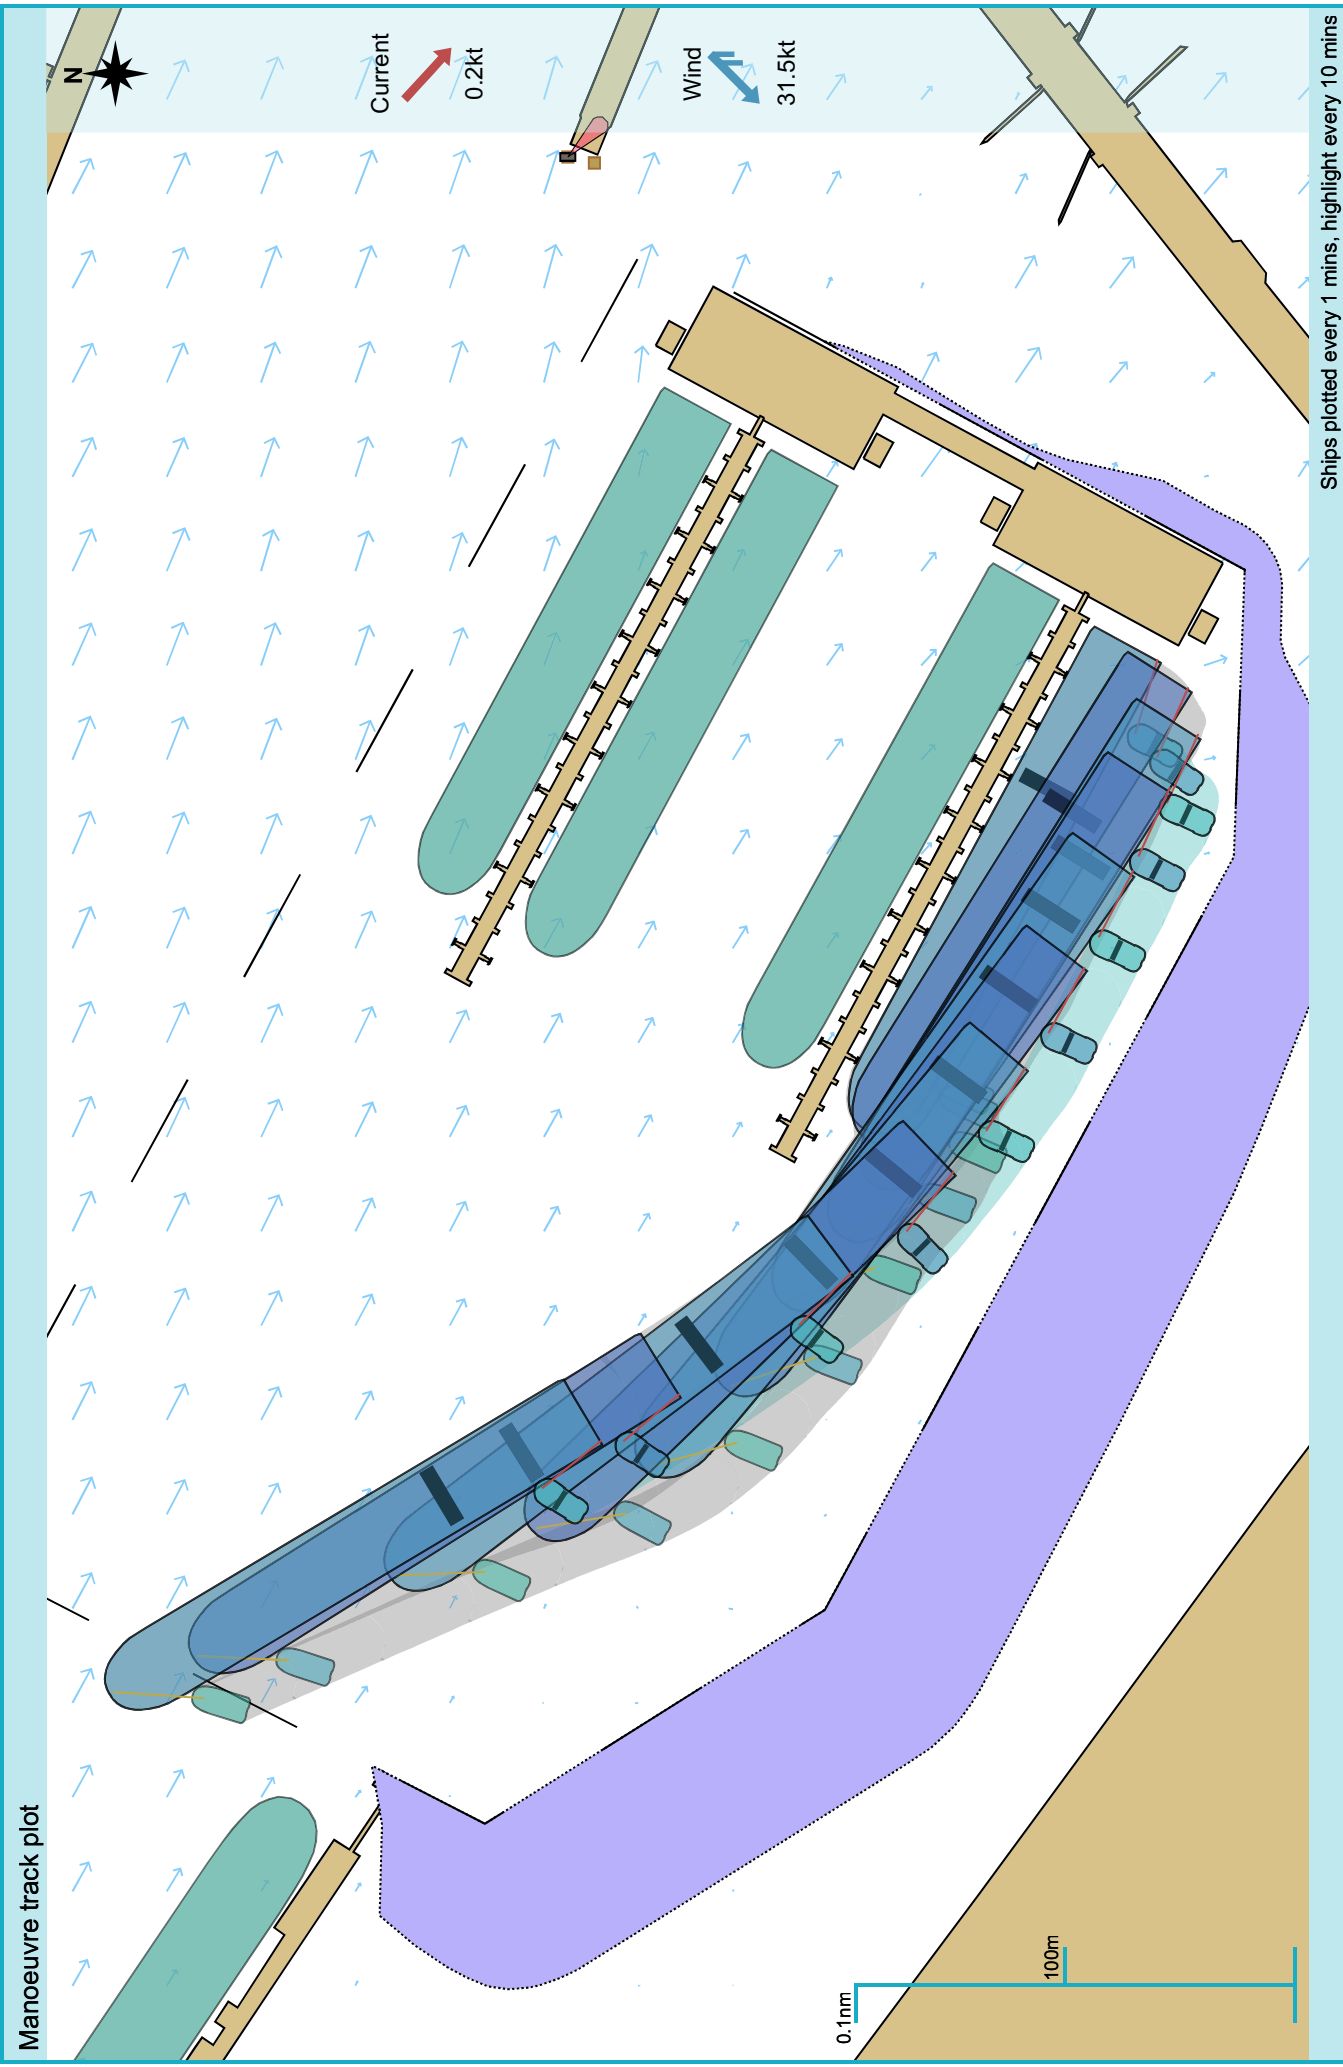 Manoeuvre track plot
N
Current
0.2kt
Wind
31.5kt
0.1nm
100m
Ships plotted every 1 mins, highlight every 10 mins